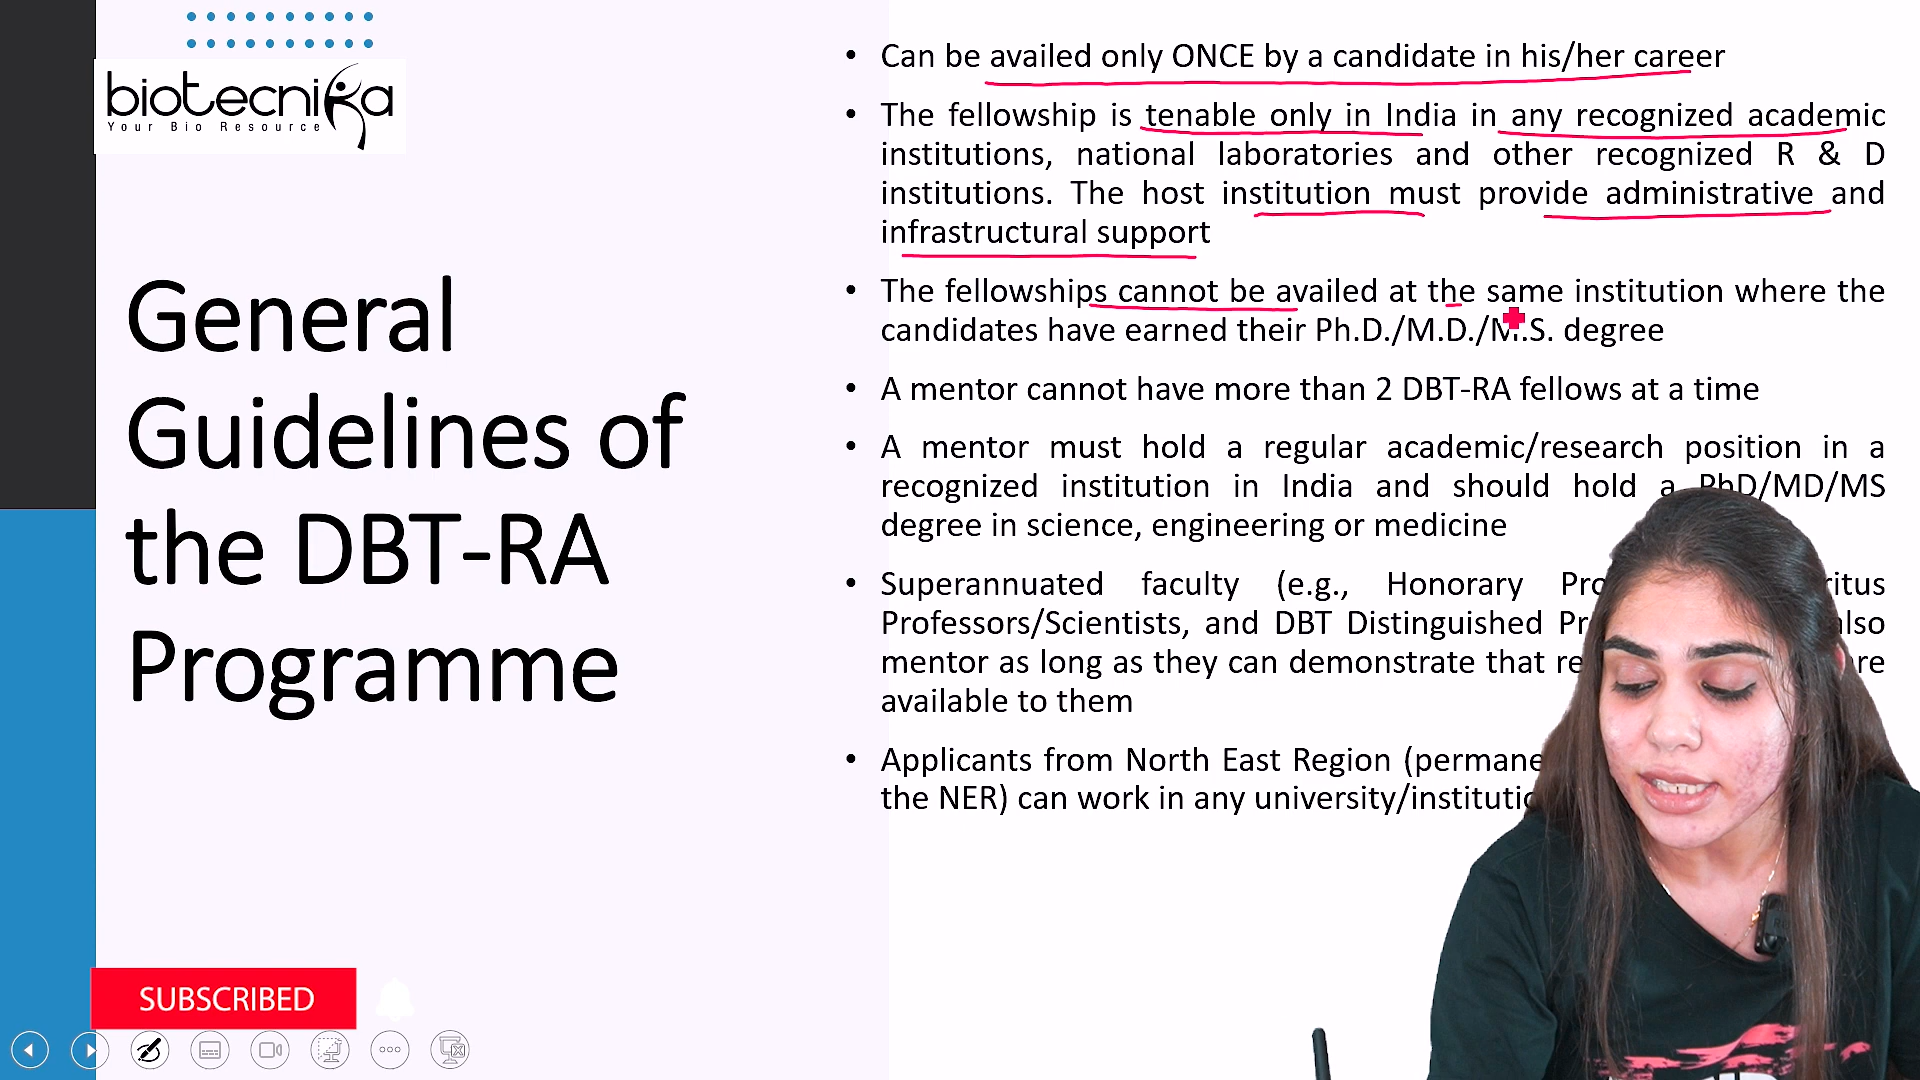 biotecnika
Your Bio Resource
General
Guidelines of
the DBT-RA
Programme
• Can be availed only ONCE by a candidate in his/her career
• The fellowship is tenable only in India in any recognized academic
institutions, national laboratories and other recognized R & D
institutions. The host institution must provide administrative and
infrastructural support
• The fellowships cannot be availed at the same institution where the
candidates have earned their Ph.D./M.D./M.S. degree
• A mentor cannot have more than 2 DBT-RA fellows at a time
• A mentor must hold a regular academic/research position in a
recognized institution in India and should hold a PhD/MD/MS
degree in science, engineering or medicine
• Superannuated faculty (e.g., Honorary
Professors/Scientists, and DBT Distinguished also
mentor as long as they can demonstrate that
available to them
• Applicants from North East Region
the NER) can work in any
SUBSCRIBED